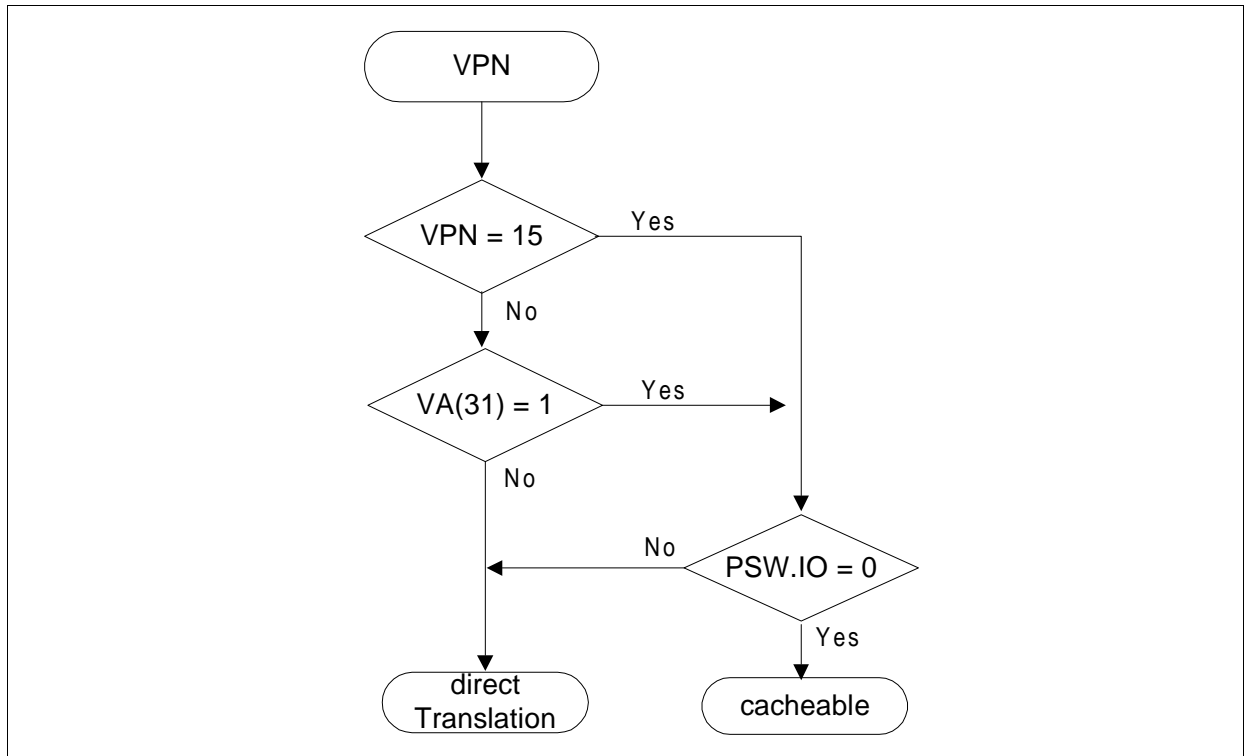 VPN
VPN = 15
Yes
No
VA(31) = 1
Yes
No
No
PSW.IO = 0
Yes
direct
Translation
cacheable